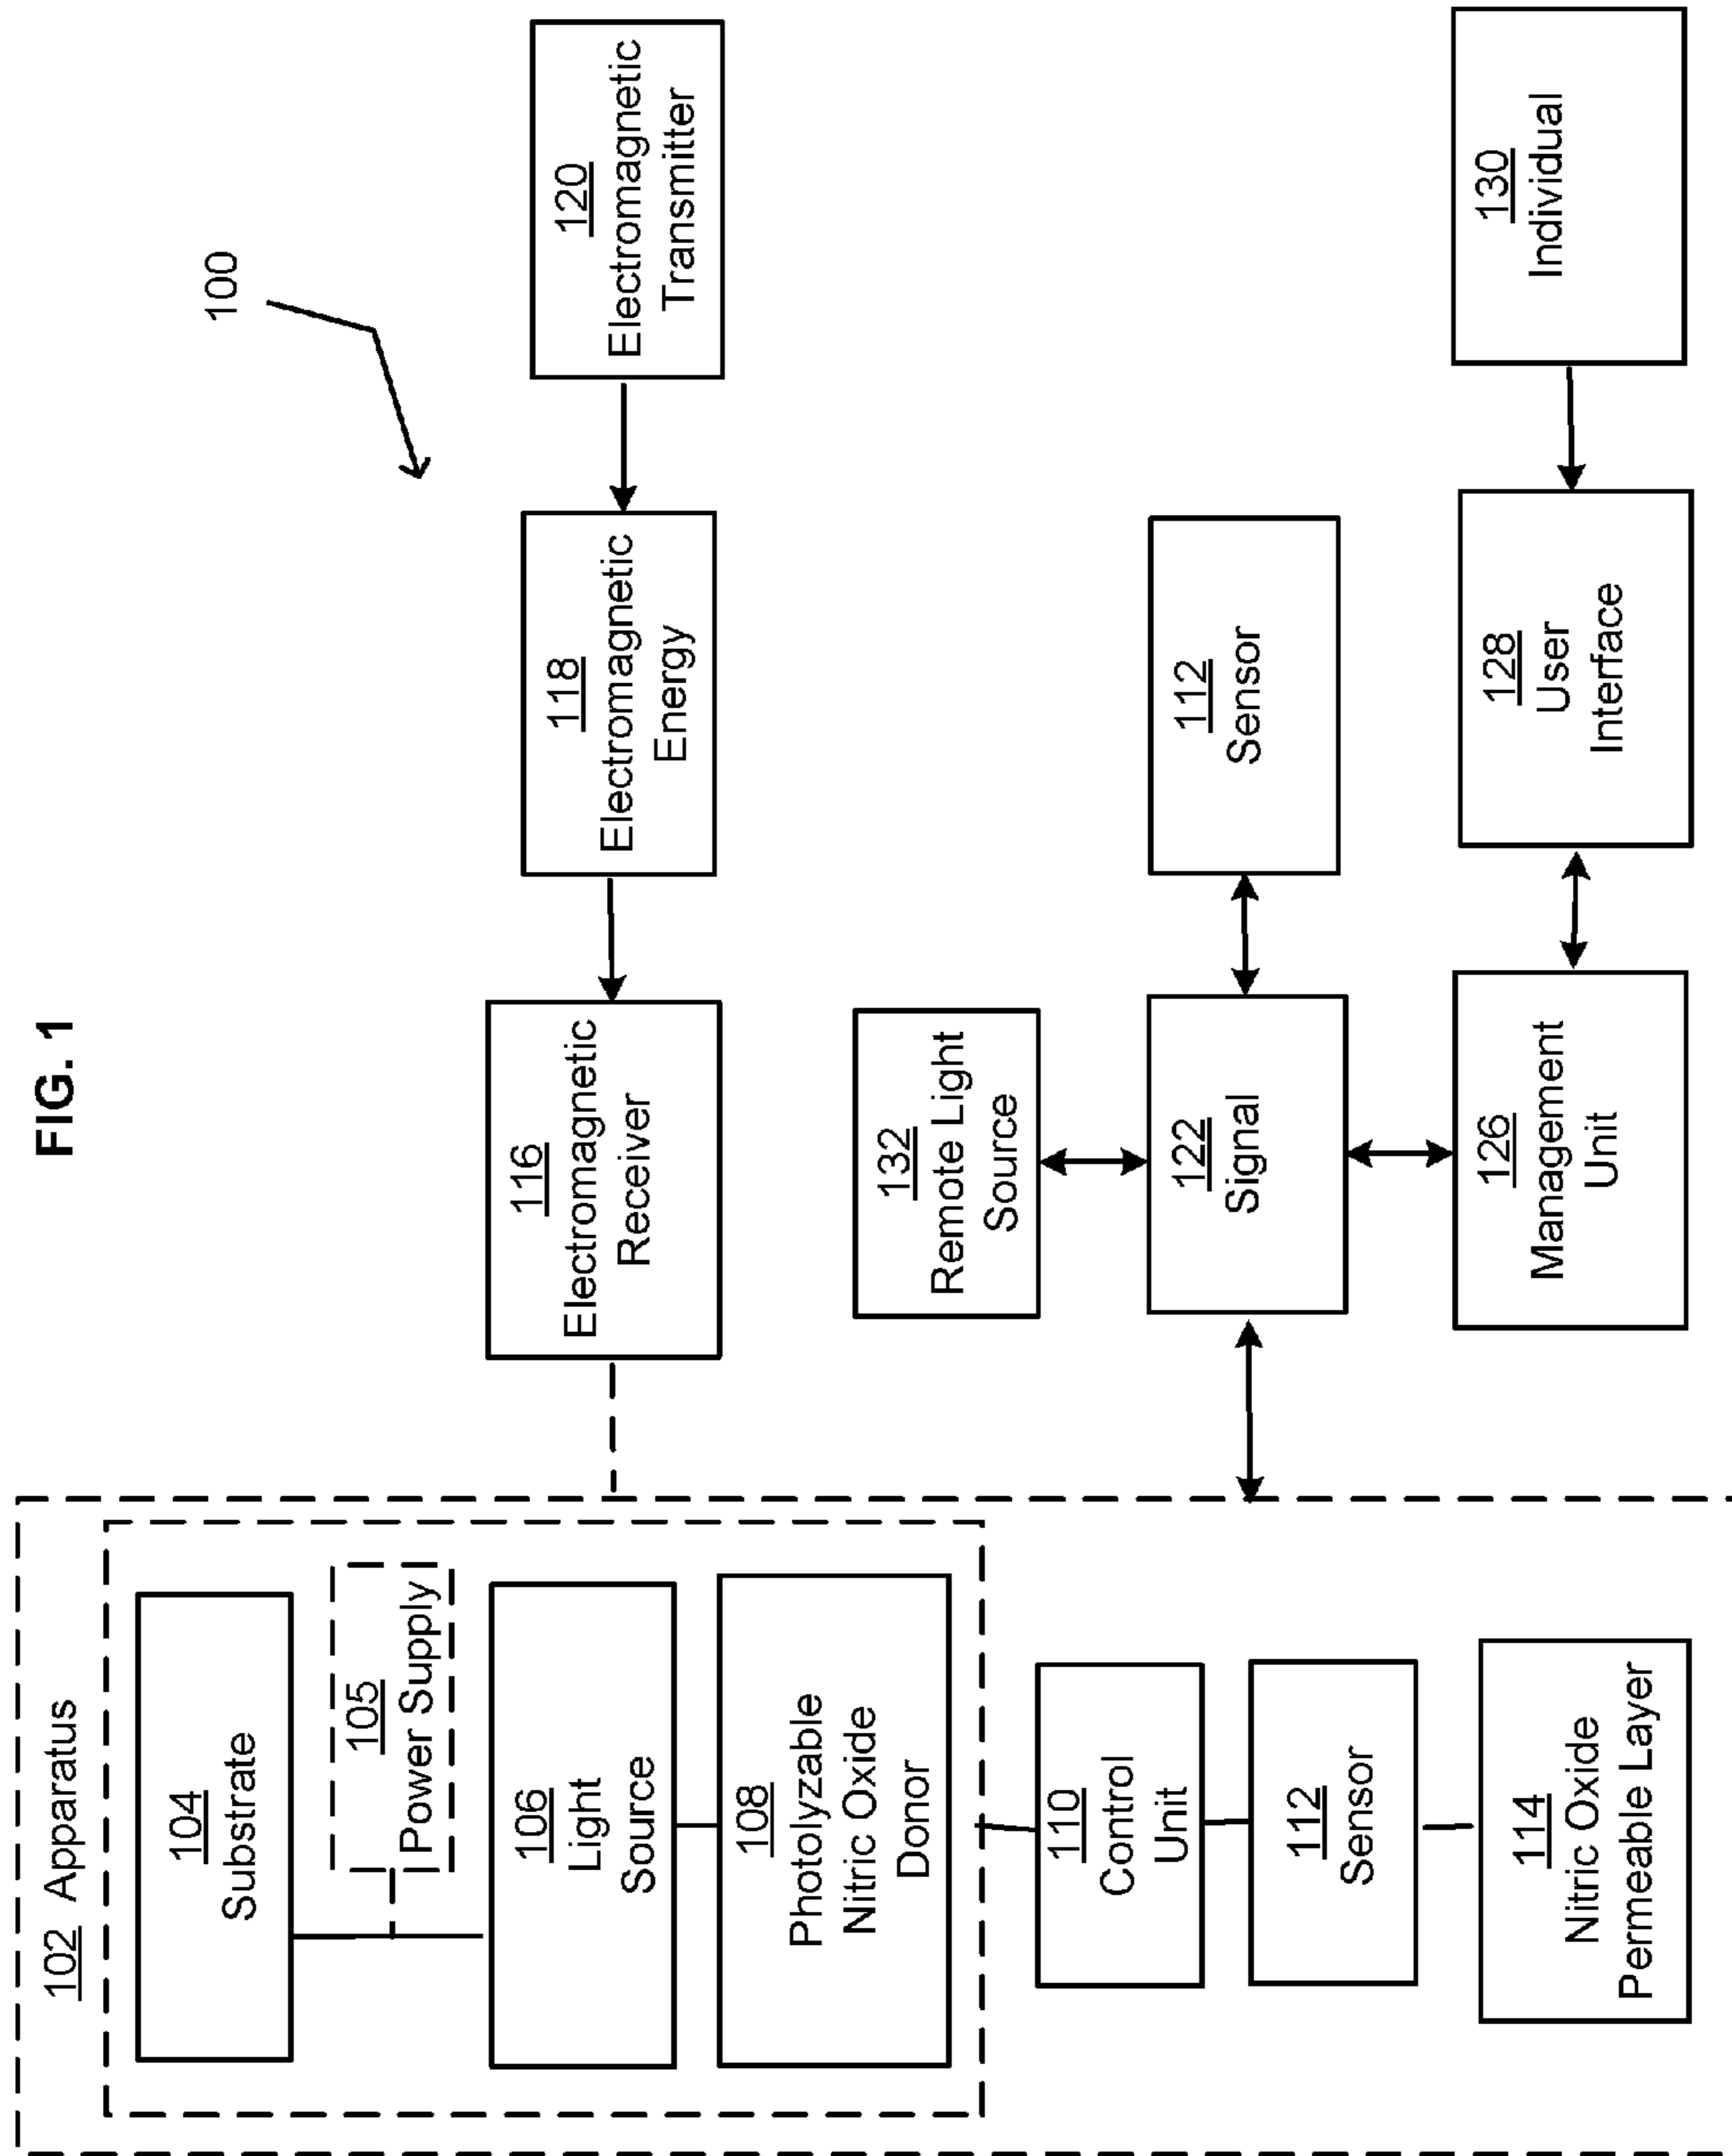 FIG. 1
100
102 Apparatus
104
Substrate
105
Power Supply
106
Light
Source
108
Photolyzable
Nitric Oxide
Donor
110
Control
Unit
112
Sensor
114
Nitric Oxide
Permeable Layer
116
Electromagnetic
Receiver
118
Electromagnetic
Energy
120
Electromagnetic
Transmitter
132
Remote Light
Source
122
Signal
112
Sensor
126
Management
Unit
128
User
Interface
130
Individual